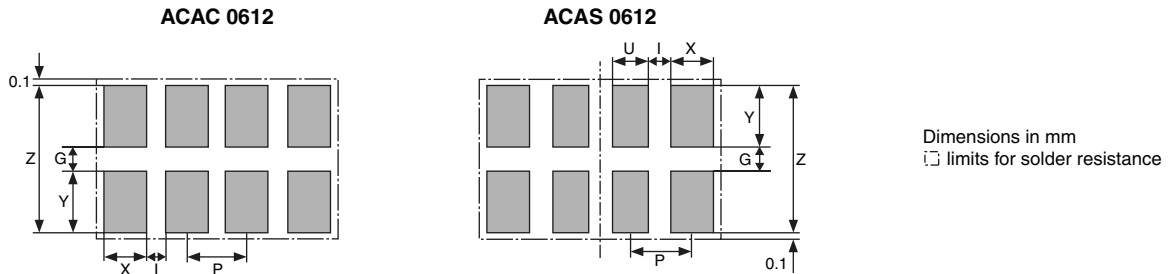 ACAC 0612
ACAS 0612
U I X
0.1
Z
G
Y
X I P
Y
G
Z
P
0.1
Dimensions in mm
limits for solder resistance